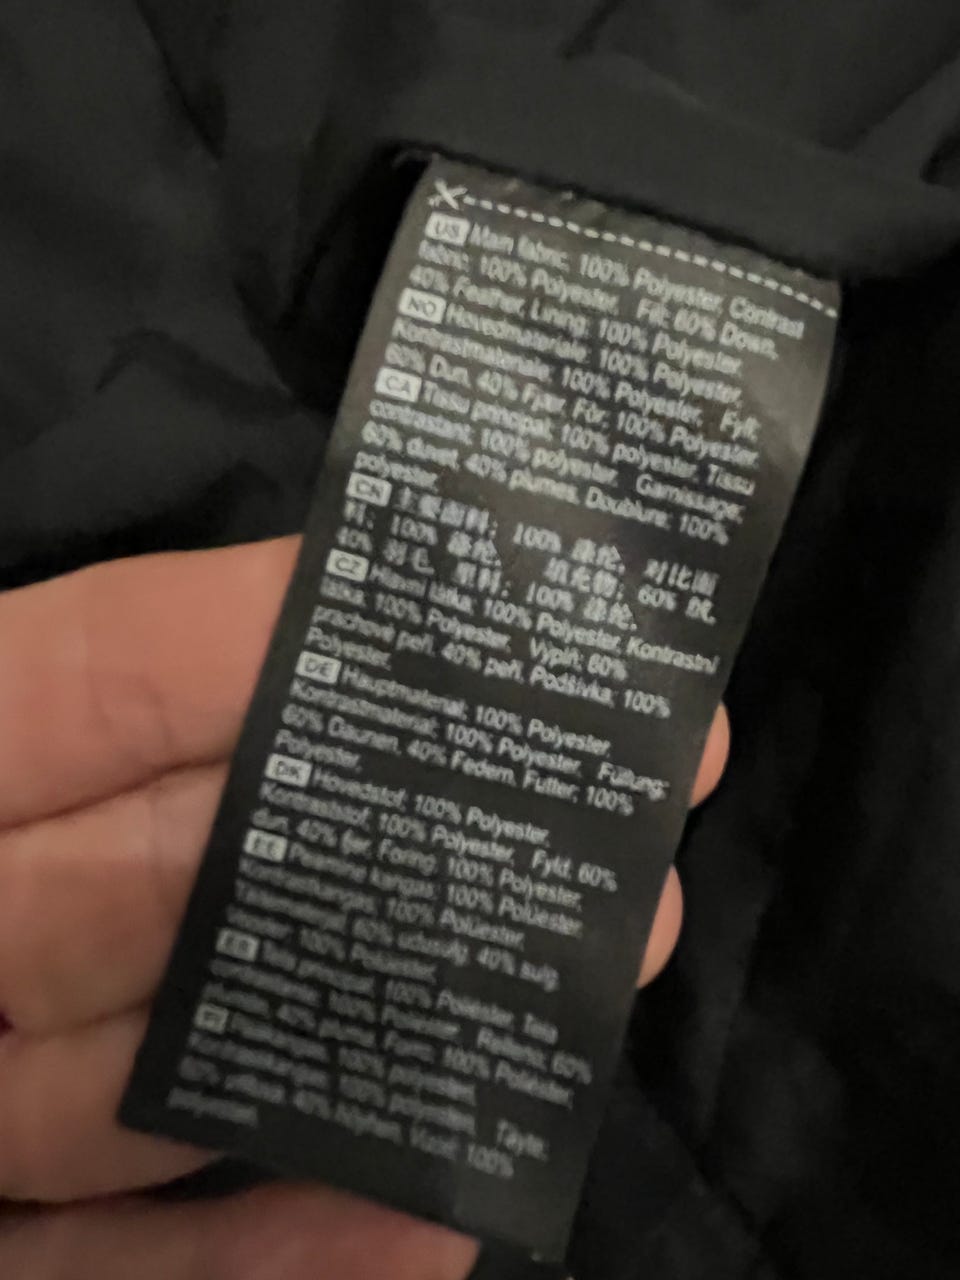 US Main fabric: 100% Polyester, Contrast
fabric: 100% Polyester. Fill: 60% Down,
40% Feather, Lining: 100% Polyester.
NO Hovedmateriale: 100% Polyester,
Kontrastmateriale: 100% Polyester. Fyll:
60% Dun, 40% Fjær, Fôr: 100% Polyester.
CA Tissu principal: 100% polyester, Tissu
contrastant: 100% polyester. Garnissage:
60% duvet, 40% plumes, Doublure: 100%
polyester.
CN 主要面料: 100% 涤纶, 对比面
料: 100% 涤纶. 填充物: 60% 绒,
40% 羽毛, 里料: 100% 涤纶.
CZ Hlavní látka: 100% Polyester, Kontrastní
látka: 100% Polyester. Výplň: 60%
prachové peří, 40% peří, Podšívka: 100%
Polyester.
DE Hauptmaterial: 100% Polyester,
Kontrastmaterial: 100% Polyester. Füllung:
60% Daunen, 40% Federn, Futter: 100%
Polyester.
DK Hovedstof: 100% Polyester,
Kontraststof: 100% Polyester. Fyld: 60%
dun, 40% fjer, Foring: 100% Polyester.
EE Peamine kangas: 100% Polüester,
Kontrastkangas: 100% Polüester.
60% udusulg, 40% sulg,
Vooder: 100% Polüester.
Tela principal: 100% Poliéster, Tela
contrastante: 100% Poliéster. Relleno: 60%
plumón, 40% pluma, Forro: 100% Poliéster.
FI 100% polyesteri,
100% polyesteri. Täyte:
60% untuva, 40% höyhen, Vuori: 100%
polyesteri.